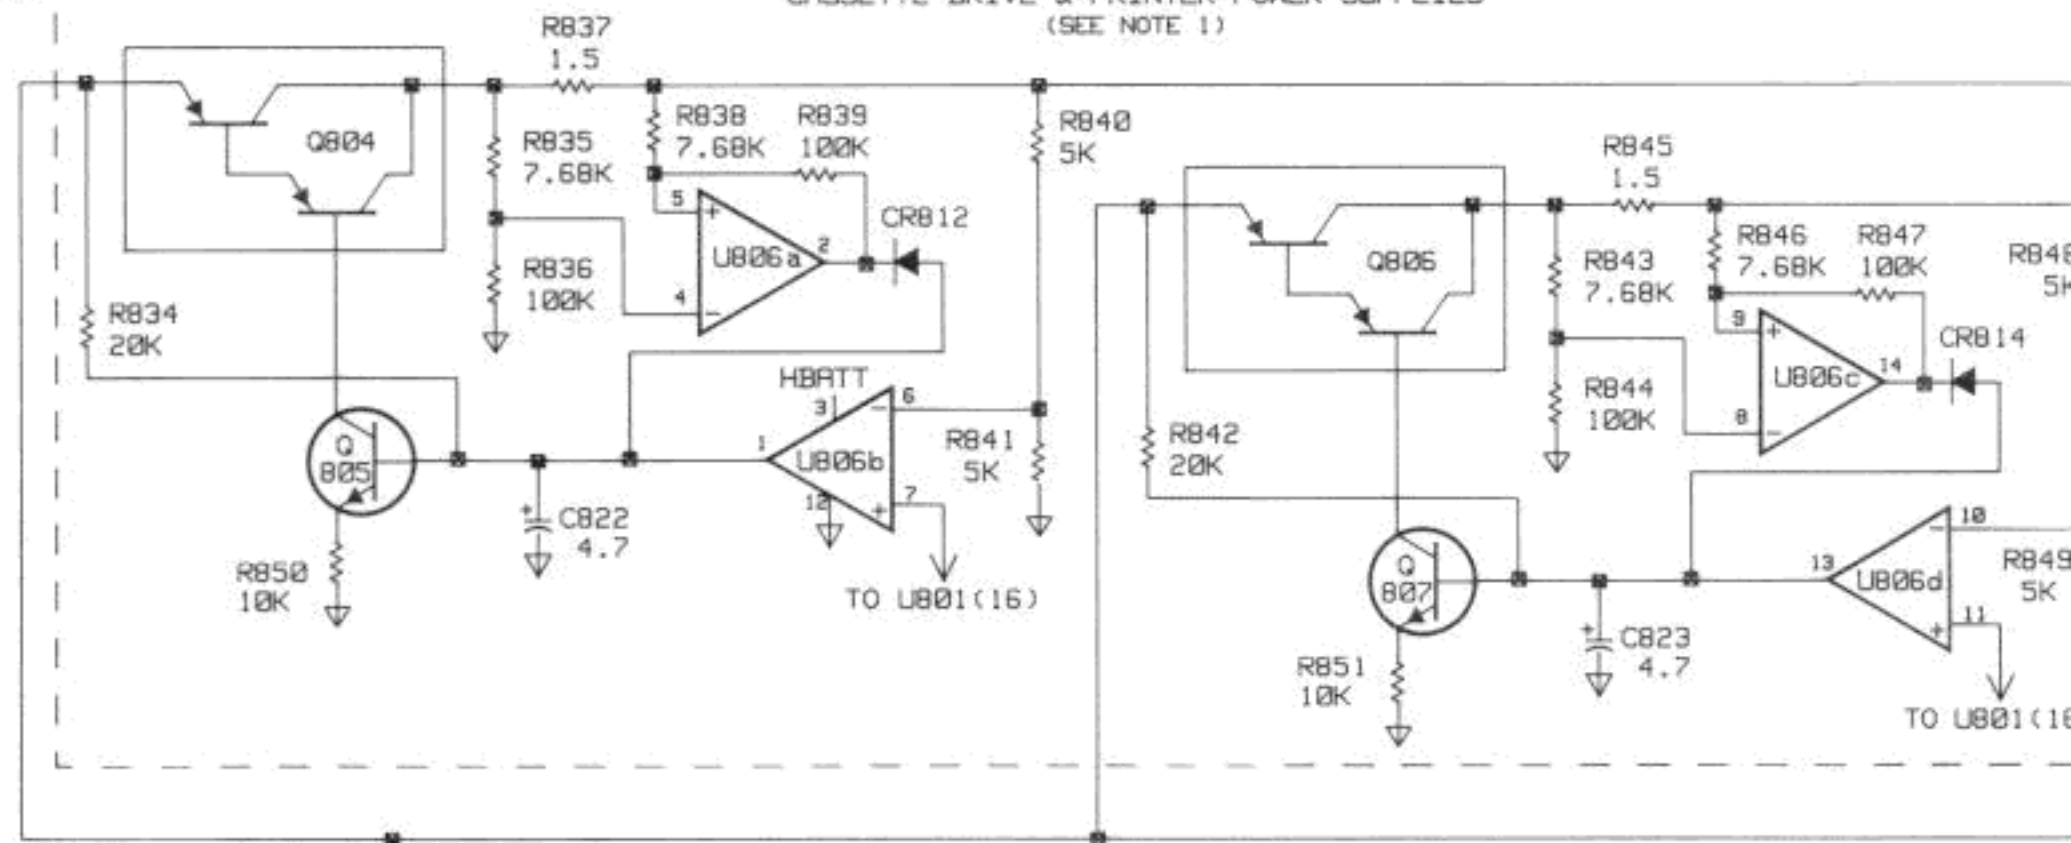 (SEE NOTE 1)
R837
1.5
R838
7.68K
R839
100K
R840
5K
Q804
R835
7.68K
5
+
U806a
2
CR812
R836
100K
4
−
R834
20K
HBATT
3
6
−
1
U806b
R841
5K
Q
805
12
+
7
C822
4.7
+
R850
10K
TO U801(16)
R845
1.5
R846
7.68K
R847
100K
Q806
R843
7.68K
9
+
U806c
14
CR814
5K
R844
100K
8
−
R842
20K
10
−
13
U806d
R849
5K
Q
807
11
+
C823
4.7
+
R851
10K